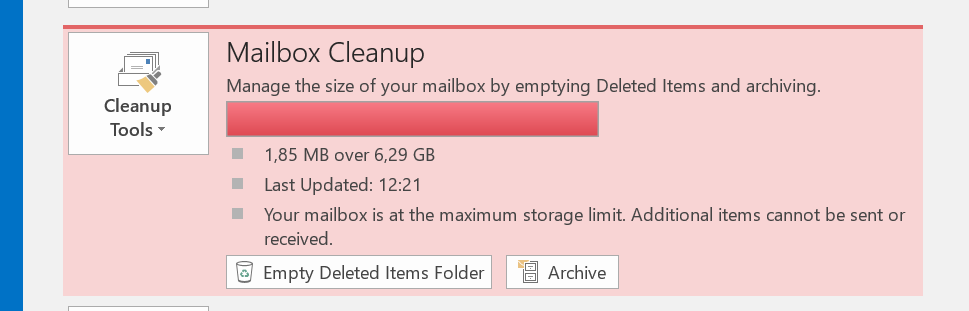 Mailbox Cleanup
Manage the size of your mailbox by emptying Deleted Items and archiving.
Cleanup
Tools
1,85 MB over 6,29 GB
Last Updated: 12:21
Your mailbox is at the maximum storage limit. Additional items cannot be sent or
received.
Empty Deleted Items Folder
Archive